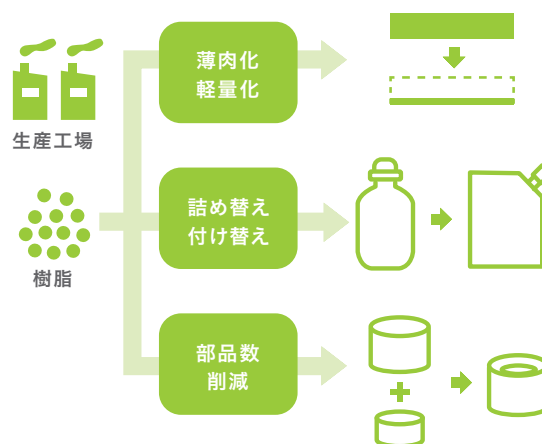 生産工場
樹脂
薄肉化
軽量化
詰め替え
付け替え
部品数
削減